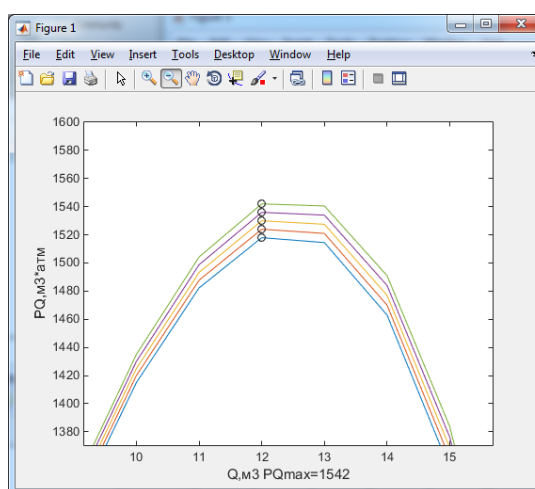 Figure 1
File Edit View Insert Tools Desktop Window Help
1600
1580
1560
1540
1520
1500
1480
1460
1440
1420
1400
1380
PQ,м3*атм
10 11 12 13 14 15
Q,м3 PQmax=1542